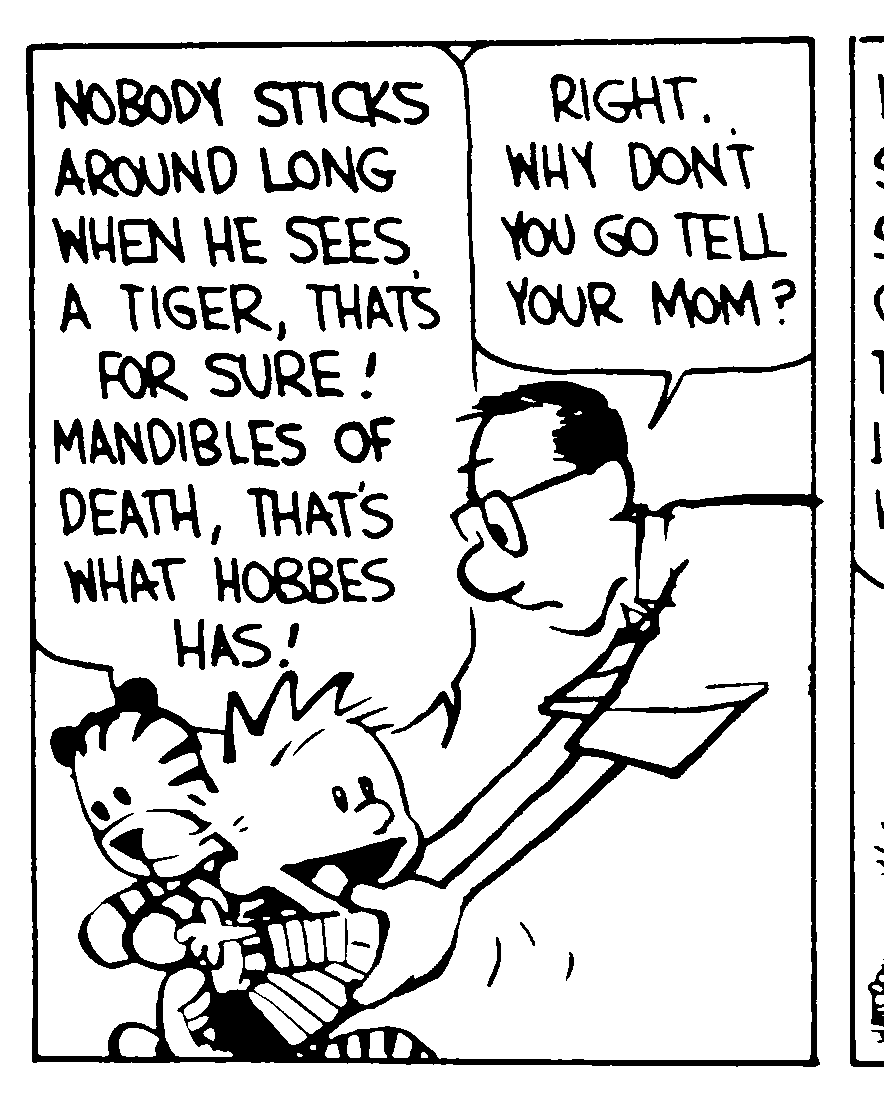 NOBODY STICKS
AROUND LONG
WHEN HE SEES
A TIGER, THAT'S
FOR SURE!
MANDIBLES OF
DEATH, THAT'S
WHAT HOBBES
HAS!
RIGHT.
WHY DON'T
YOU GO TELL
YOUR MOM?